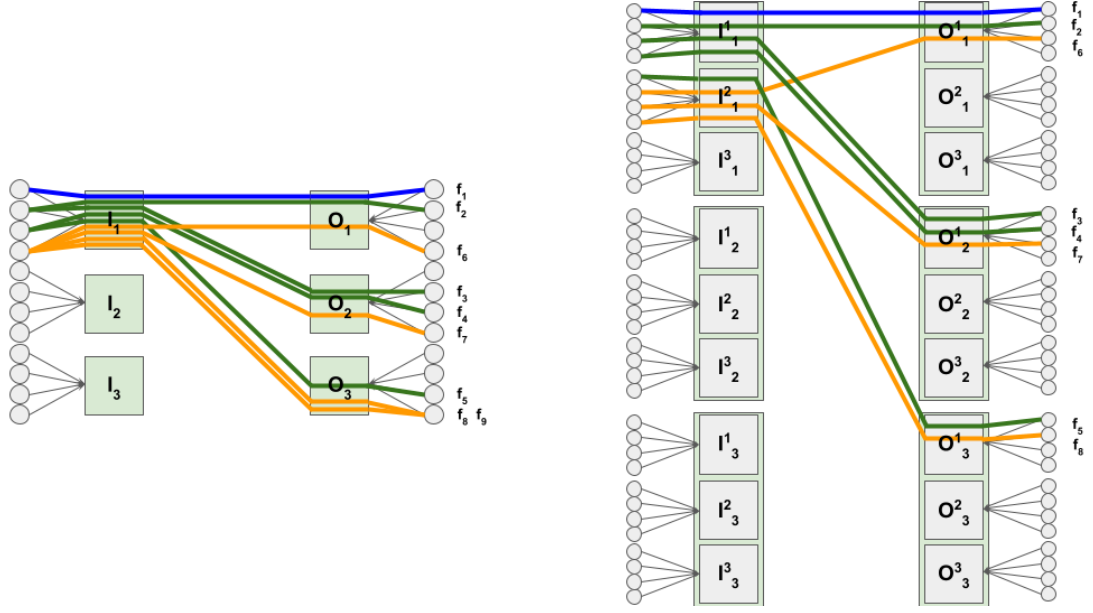 f₁
I₁ O₁ f₂
f₆
f₃
I₂ O₂ f₄
f₇
I₃ O₃ f₅
f₈ f₉
f₁
I¹₁ O¹₁ f₂
f₆
I²₁ O²₁
I³₁ O³₁
f₃
I¹₂ O¹₂ f₄
f₇
I²₂ O²₂
I³₂ O³₂
f₅
I¹₃ O¹₃ f₈
I²₃ O²₃
I³₃ O³₃